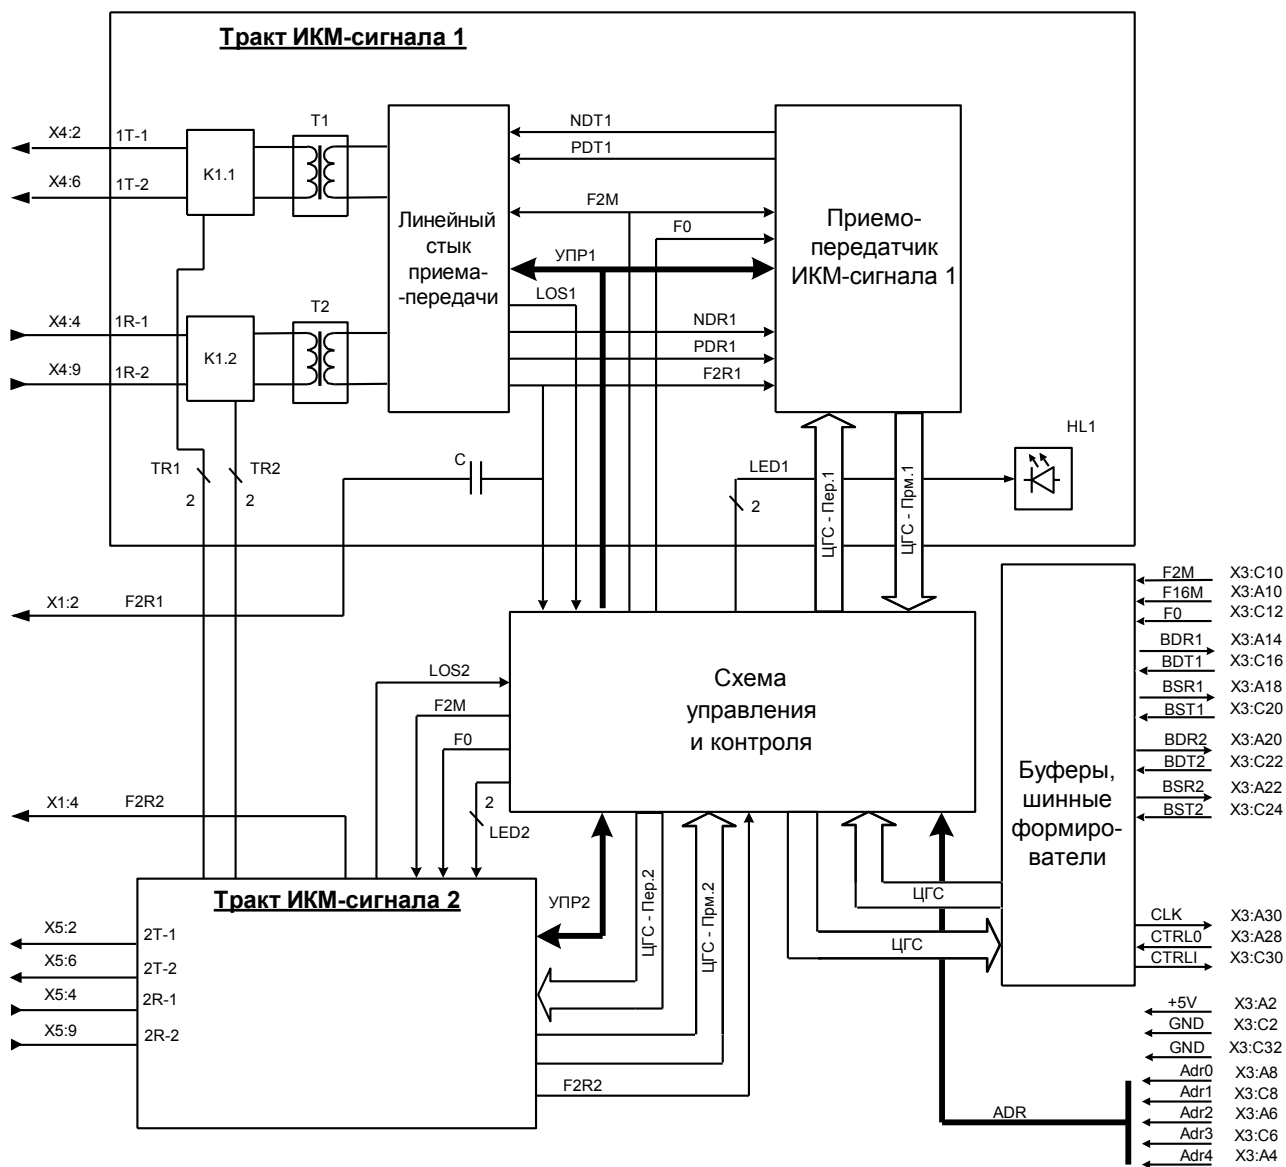 Тракт ИКМ-сигнала 1
X4:2
1T-1
X4:6
1T-2
K1.1
T1
X4:4
1R-1
X4:9
1R-2
K1.2
T2
Линейный
стык
приема-
-передачи
NDT1
PDT1
F2M
F0
УПР1
LOS1
NDR1
PDR1
F2R1
Приемо-
передатчик
ИКМ-сигнала 1
TR1
2
TR2
2
C
LED1
2
ЦГС - Пер.1
ЦГС - Прм.1
HL1
X1:2
F2R1
Схема
управления
и контроля
LOS2
F2M
F0
2
LED2
X1:4
F2R2
Тракт ИКМ-сигнала 2
X5:2
2T-1
X5:6
2T-2
X5:4
2R-1
X5:9
2R-2
УПР2
ЦГС - Пер.2
ЦГС - Прм.2
F2R2
ЦГС
ЦГС
ADR
Буферы,
шинные
формиро-
ватели
F2M X3:C10
F16M X3:A10
F0 X3:C12
BDR1 X3:A14
BDT1 X3:C16
BSR1 X3:A18
BST1 X3:C20
BDR2 X3:A20
BDT2 X3:C22
BSR2 X3:A22
BST2 X3:C24
CLK X3:A30
CTRL0 X3:A28
CTRLI X3:C30
+5V X3:A2
GND X3:C2
GND X3:C32
Adr0 X3:A8
Adr1 X3:C8
Adr2 X3:A6
Adr3 X3:C6
Adr4 X3:A4